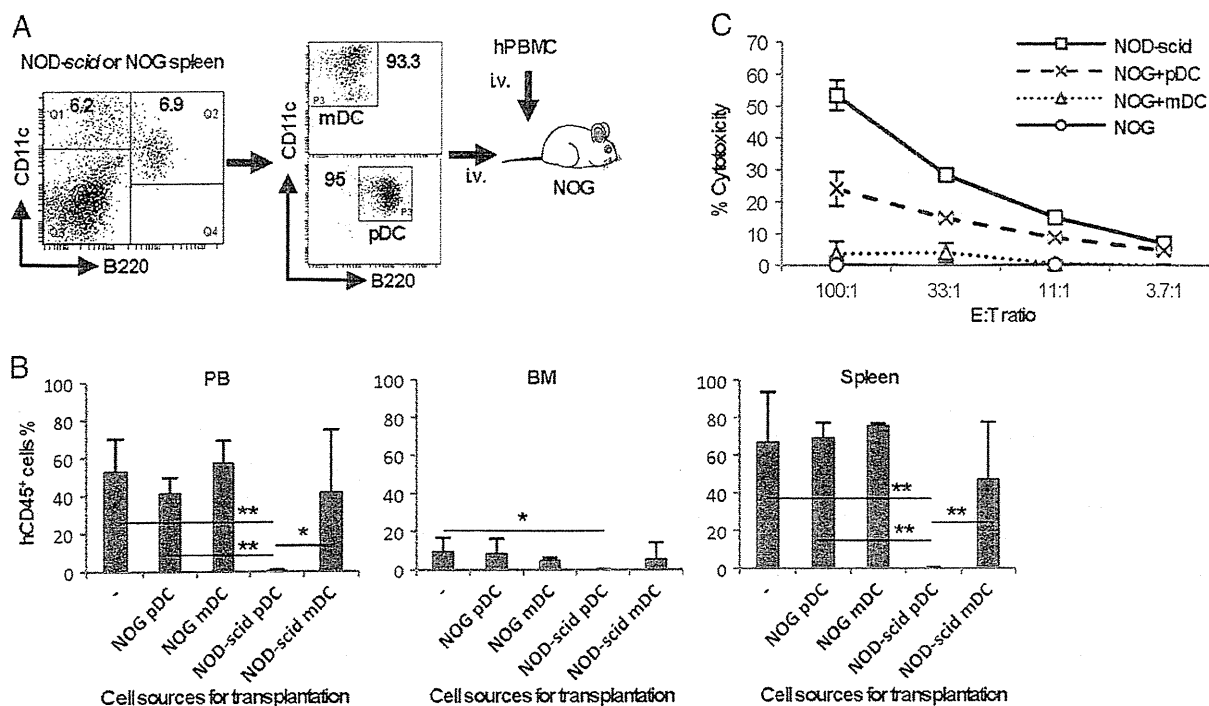 A
NOD-scid or NOG spleen
6.2
6.9
Q1
Q2
Q4
CD11c
B220
93.3
P3
mDC
95
P3
pDC
CD11c
B220
i.v.
hPBMC
i.v.
NOG
C
70
60
50
40
30
20
10
0
% Cytotoxicity
100:1 33:1 11:1 3.7:1
E:T ratio
NOD-scid
NOG+pDC
NOG+mDC
NOG
B
PB
100
80
60
40
20
0
hCD45+ cells %
**
**
*
- NOG pDC NOG mDC NOD-scid pDC NOD-scid mDC
Cell sources for transplantation
BM
100
80
60
40
20
0
*
- NOG pDC NOG mDC NOD-scid pDC NOD-scid mDC
Cell sources for transplantation
Spleen
100
80
60
40
20
0
**
**
**
- NOG pDC NOG mDC NOD-scid pDC NOD-scid mDC
Cell sources for transplantation